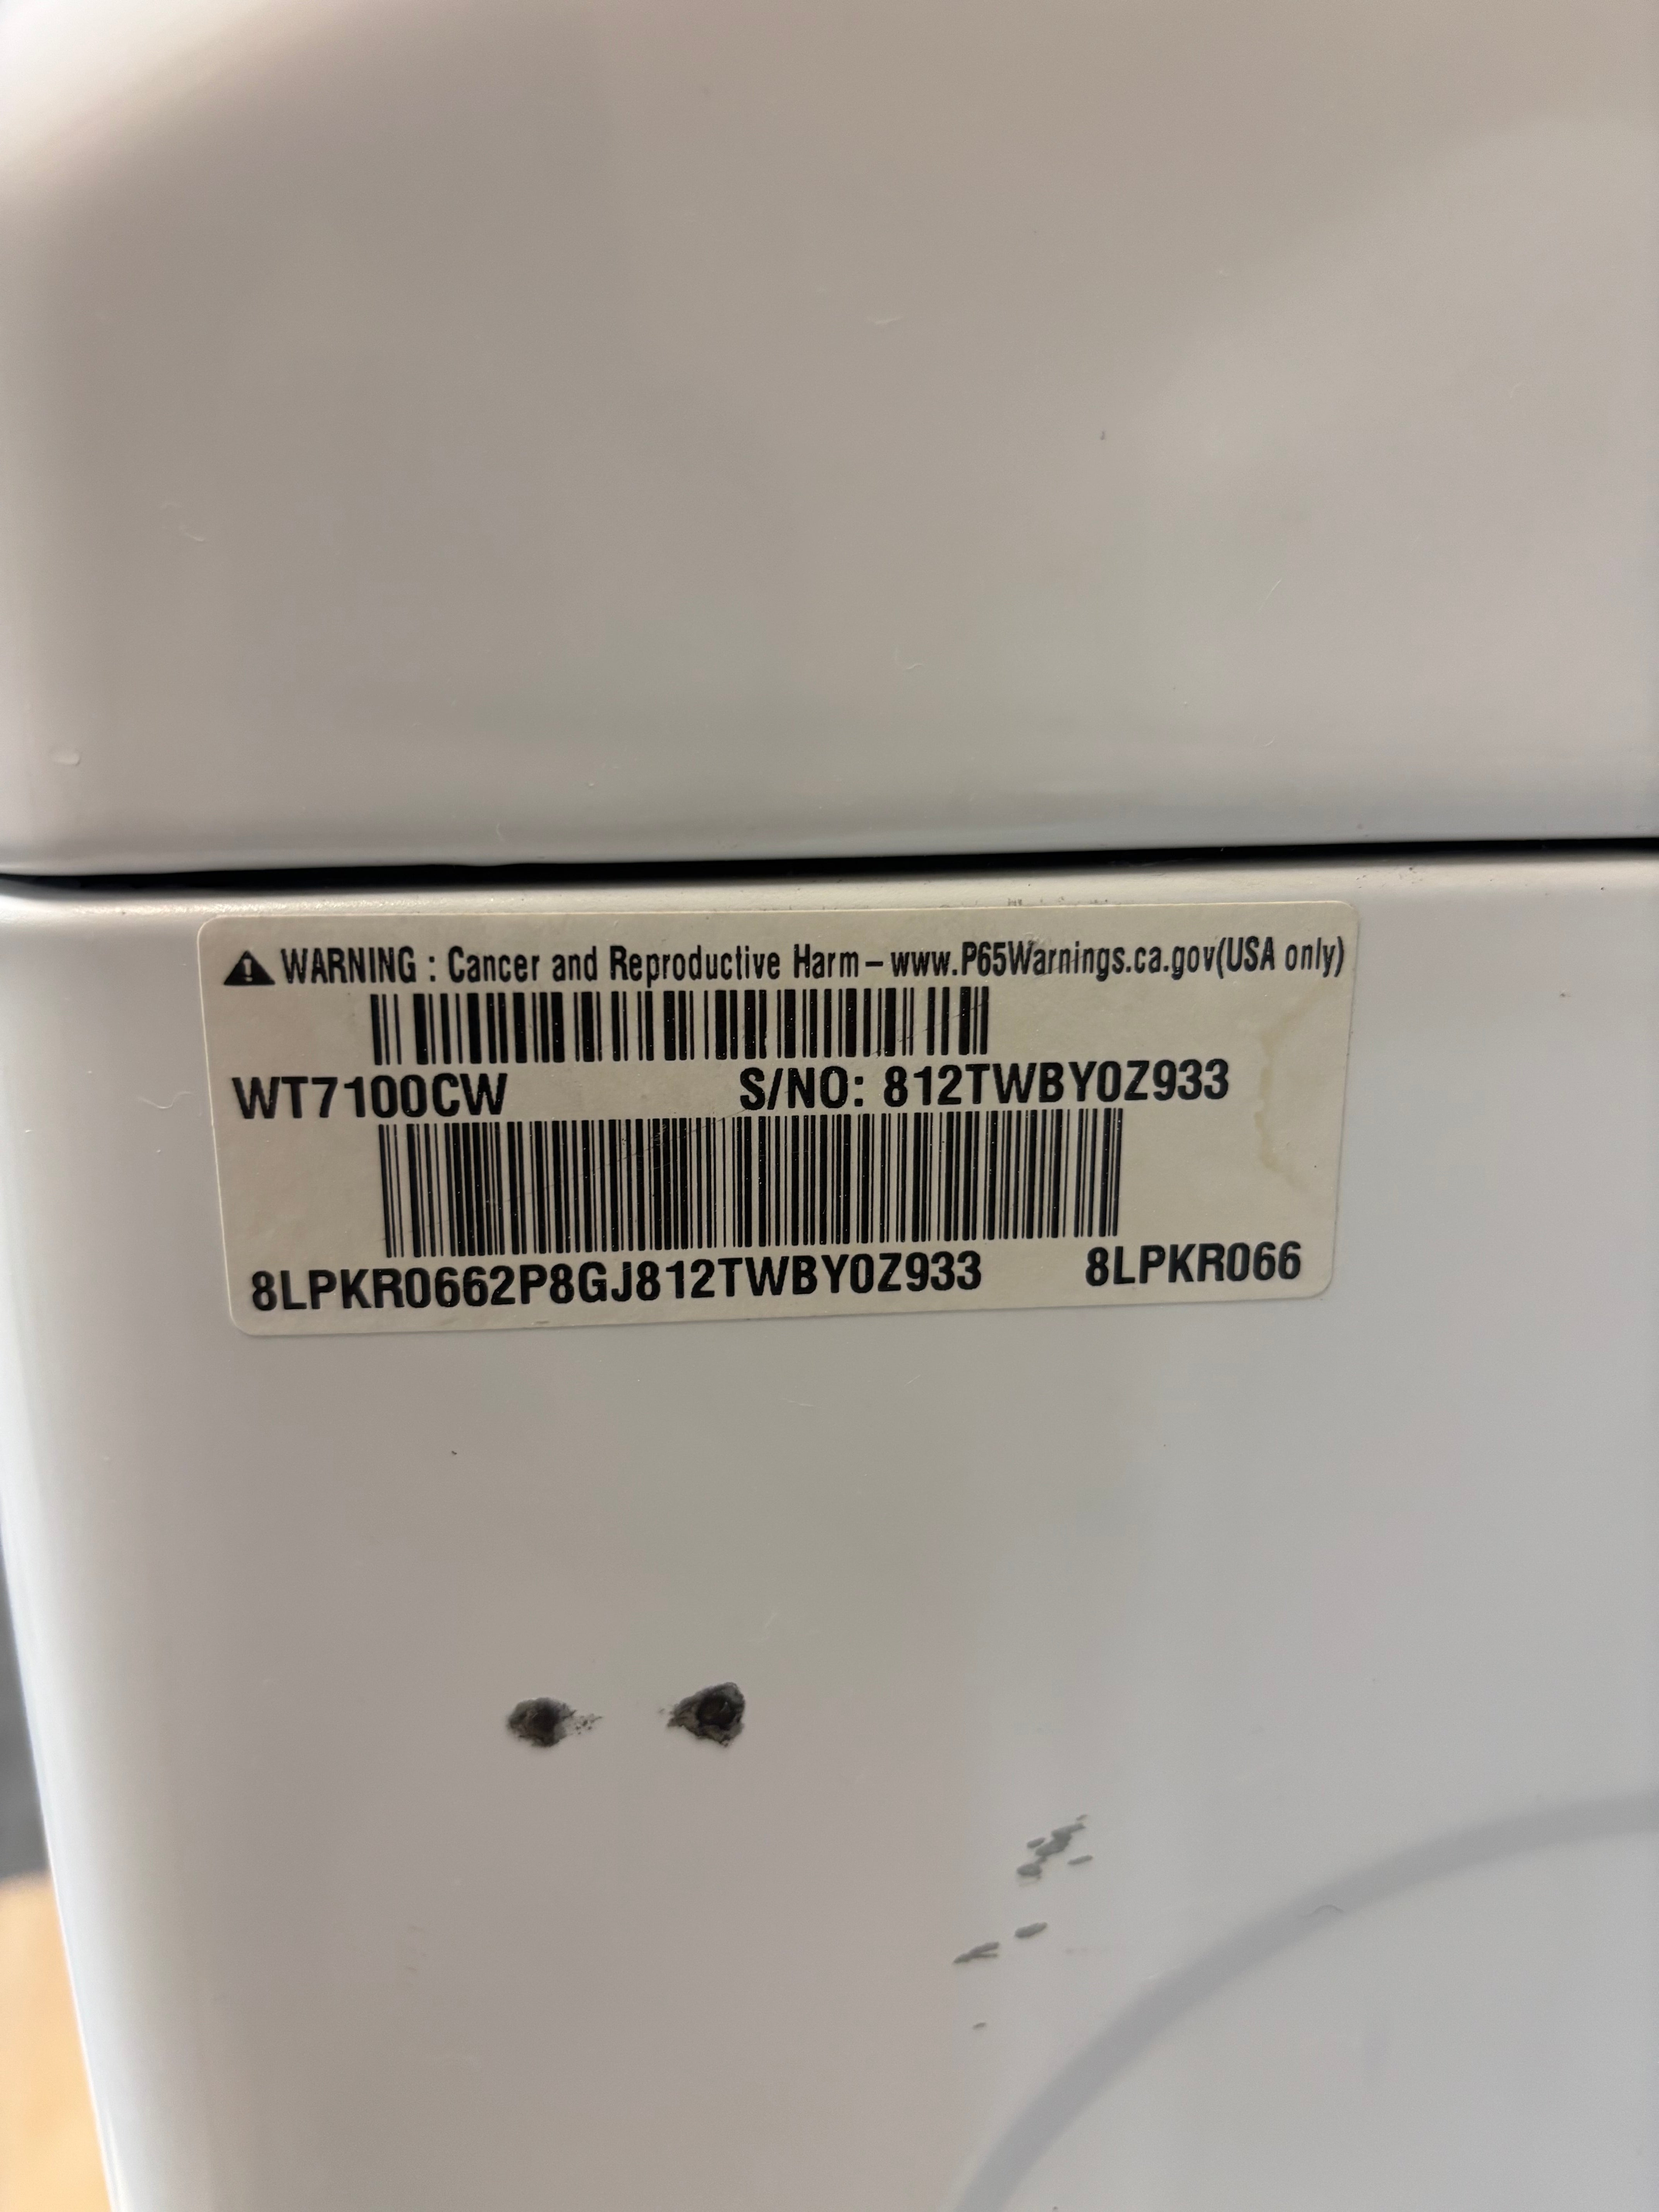 ⚠ WARNING : Cancer and Reproductive Harm – www.P65Warnings.ca.gov(USA only)
WT7100CW S/NO: 812TWBY0Z933
8LPKR0662P8GJ812TWBY0Z933 8LPKR066